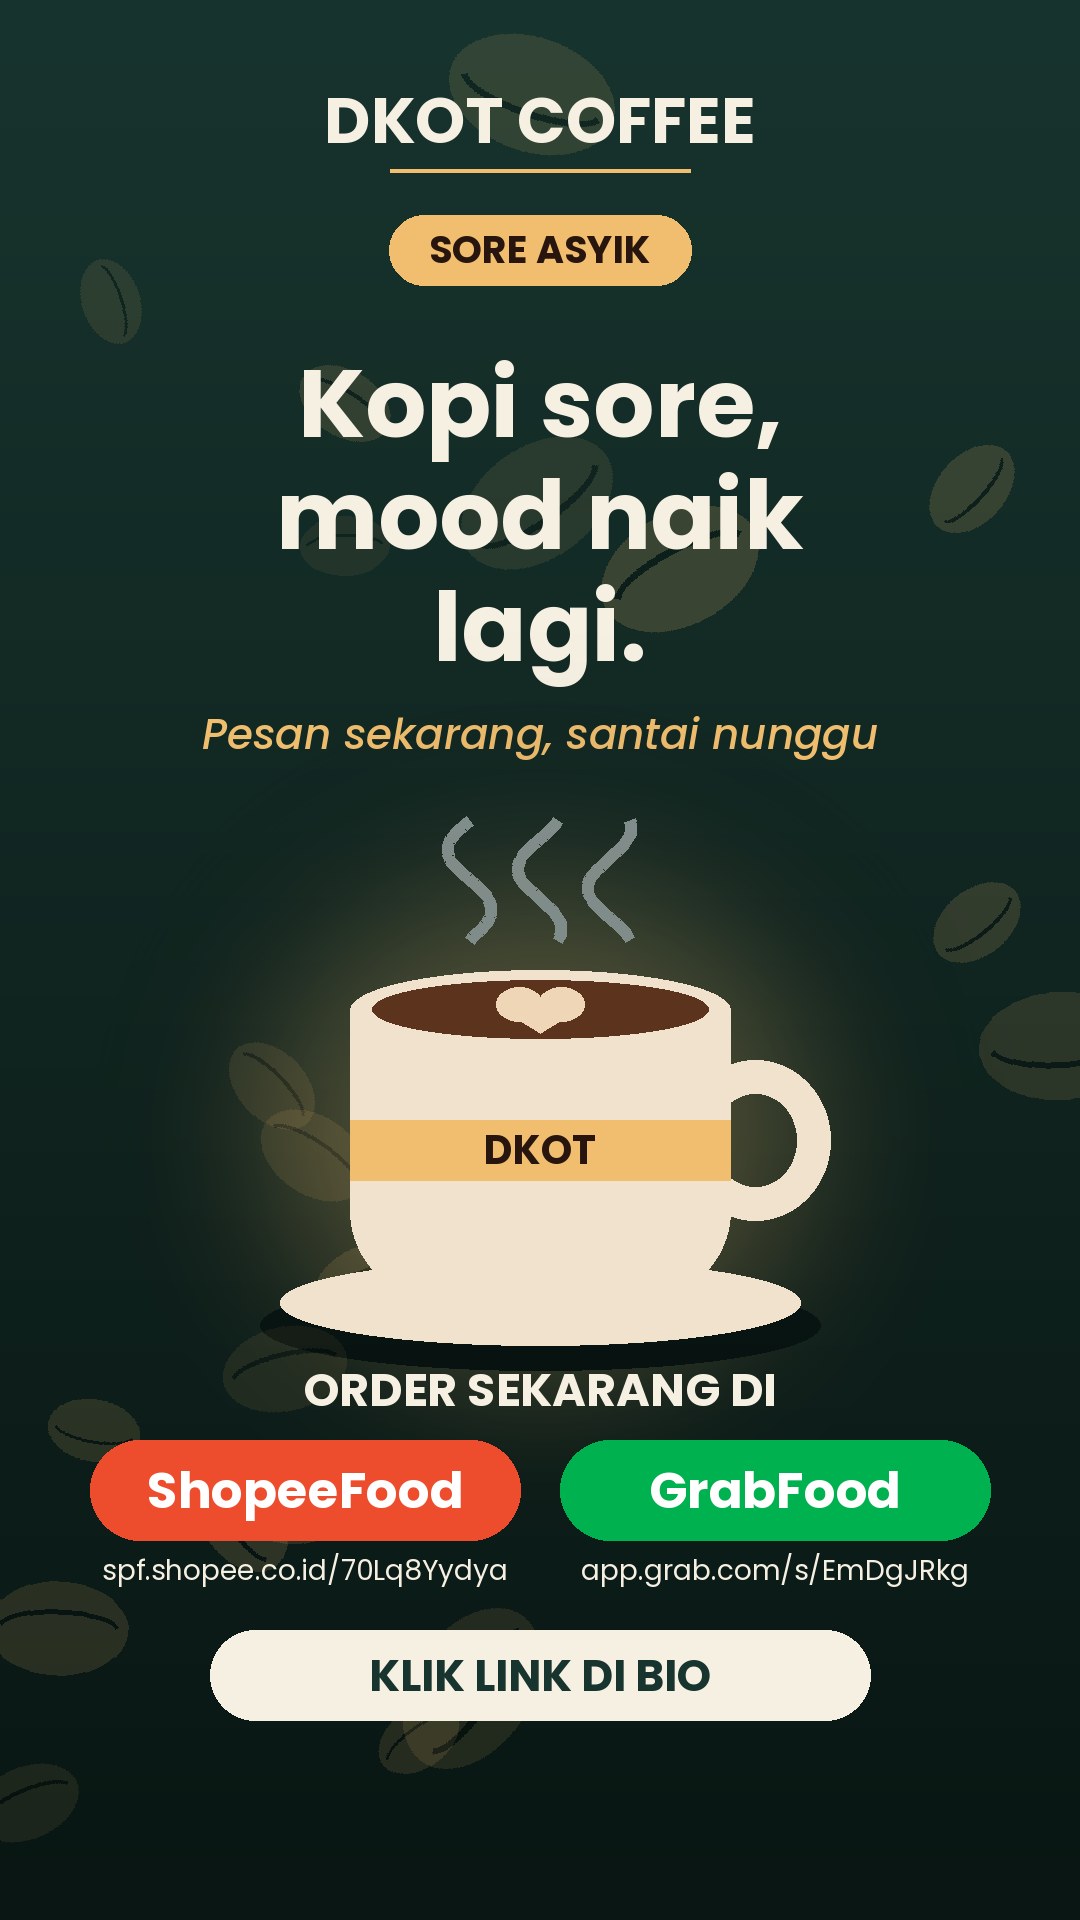 DKOT COFFEE
SORE ASYIK
Kopi sore,
mood naik
lagi.
Pesan sekarang, santai nunggu
DKOT
ORDER SEKARANG DI
ShopeeFood
GrabFood
spf.shopee.co.id/70Lq8Yydya
app.grab.com/s/EmDgJRkg
KLIK LINK DI BIO